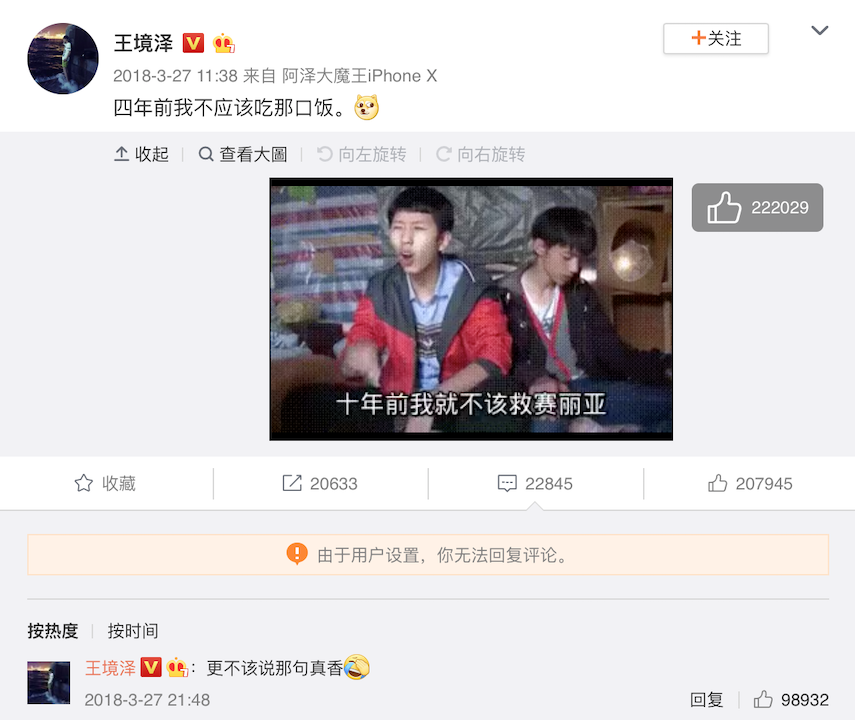 王境泽
+关注
2018-3-27 11:38 来自 阿泽大魔王iPhone X
四年前我不应该吃那口饭。
收起
查看大圖
向左旋转
向右旋转
222029
十年前我就不该救赛丽亚
收藏
20633
22845
207945
由于用户设置，你无法回复评论。
按热度
按时间
王境泽 ：更不该说那句真香
2018-3-27 21:48
回复
98932